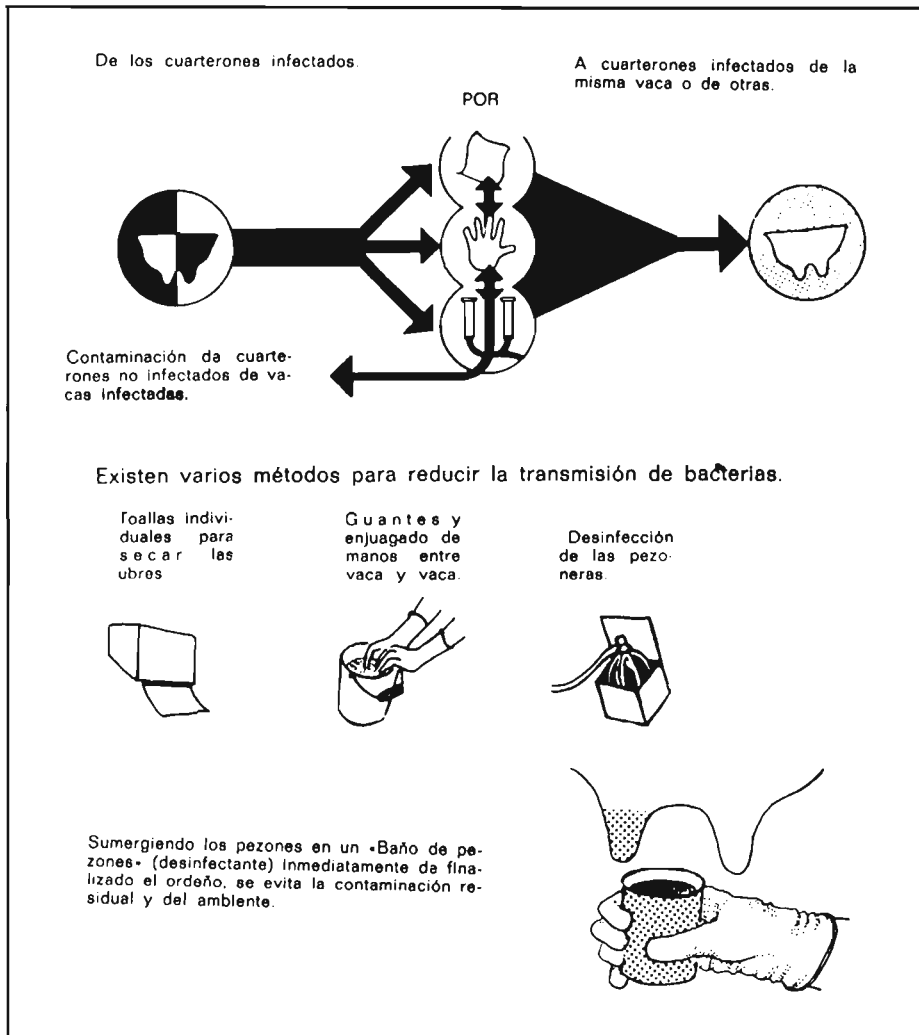 De los cuarterones infectados.
A cuarterones infectados de la
misma vaca o de otras.
POR
Contaminación da cuarte-
rones no infectados de va-
cas infectadas.
Existen varios métodos para reducir la transmisión de bacterias.
Toallas indivi-
duales para
secar las
ubres
Guantes y
enjuagado de
manos entre
vaca y vaca.
Desinfección
de las pezo-
neras.
Sumergiendo los pezones en un «Baño de pe-
zones» (desinfectante) inmediatamente de fina-
lizado el ordeño, se evita la contaminación re-
sidual y del ambiente.